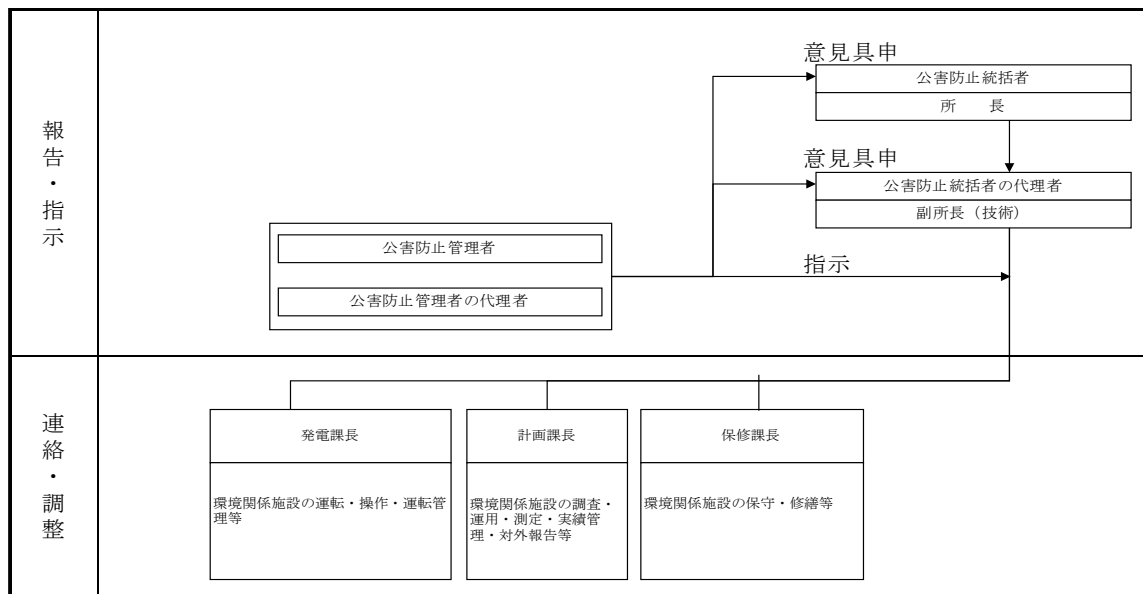 報告・指示
意見具申
公害防止統括者
所　　長
意見具申
公害防止統括者の代理者
副所長（技術）
公害防止管理者
公害防止管理者の代理者
指示
連絡・調整
発電課長
環境関係施設の運転・操作・運転管
理等
計画課長
環境関係施設の調査・
運用・測定・実績管
理・対外報告等
保修課長
環境関係施設の保守・修繕等